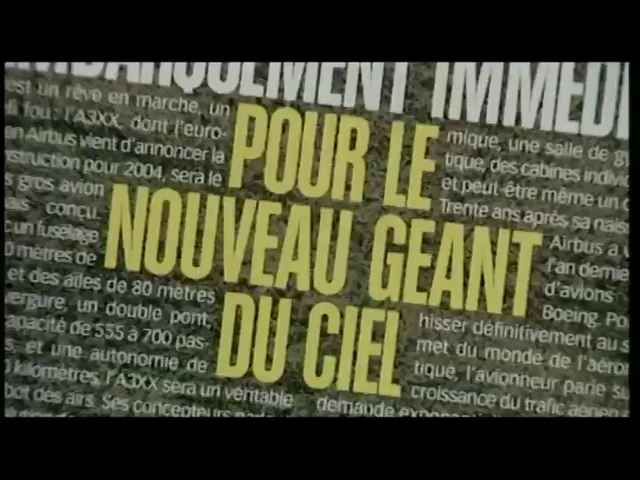 EMBARQUEMENT IMMÉDI
POUR LE
NOUVEAU GEANT
DU CIEL
est un rêve en marche, un
fou : l'A3XX, dont l'euro-
Airbus vient d'annoncer la
struction pour 2004, sera le
gros avion
conçu.
un fuselage
mètres de
et des ailes de 80 mètres
un double pont,
apacité de 555 à 700 pas-
et une autonomie de
kilomètres, l'A3XX sera un véritable
des airs. Ses concepteurs
mique, une salle de
tique, des cabines indivi
et peut être même un
Trente ans après sa nais
Airbus a
l'an dernie
d'avions
Boeing.
hisser définitivement au s
met du monde de l'aéro
tique, l'avionneur parie su
croissance du trafic aérien
demande